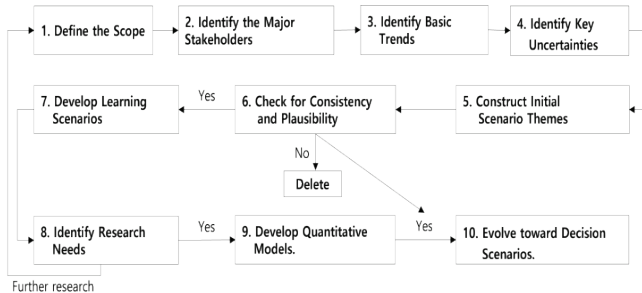 1. Define the Scope
2. Identify the Major
Stakeholders
3. Identify Basic
Trends
4. Identify Key
Uncertainties
7. Develop Learning
Scenarios
Yes
6. Check for Consistency
and Plausibility
5. Construct Initial
Scenario Themes
No
Delete
8. Identify Research
Needs
Yes
9. Develop Quantitative
Models.
Yes
10. Evolve toward Decision
Scenarios.
Further research